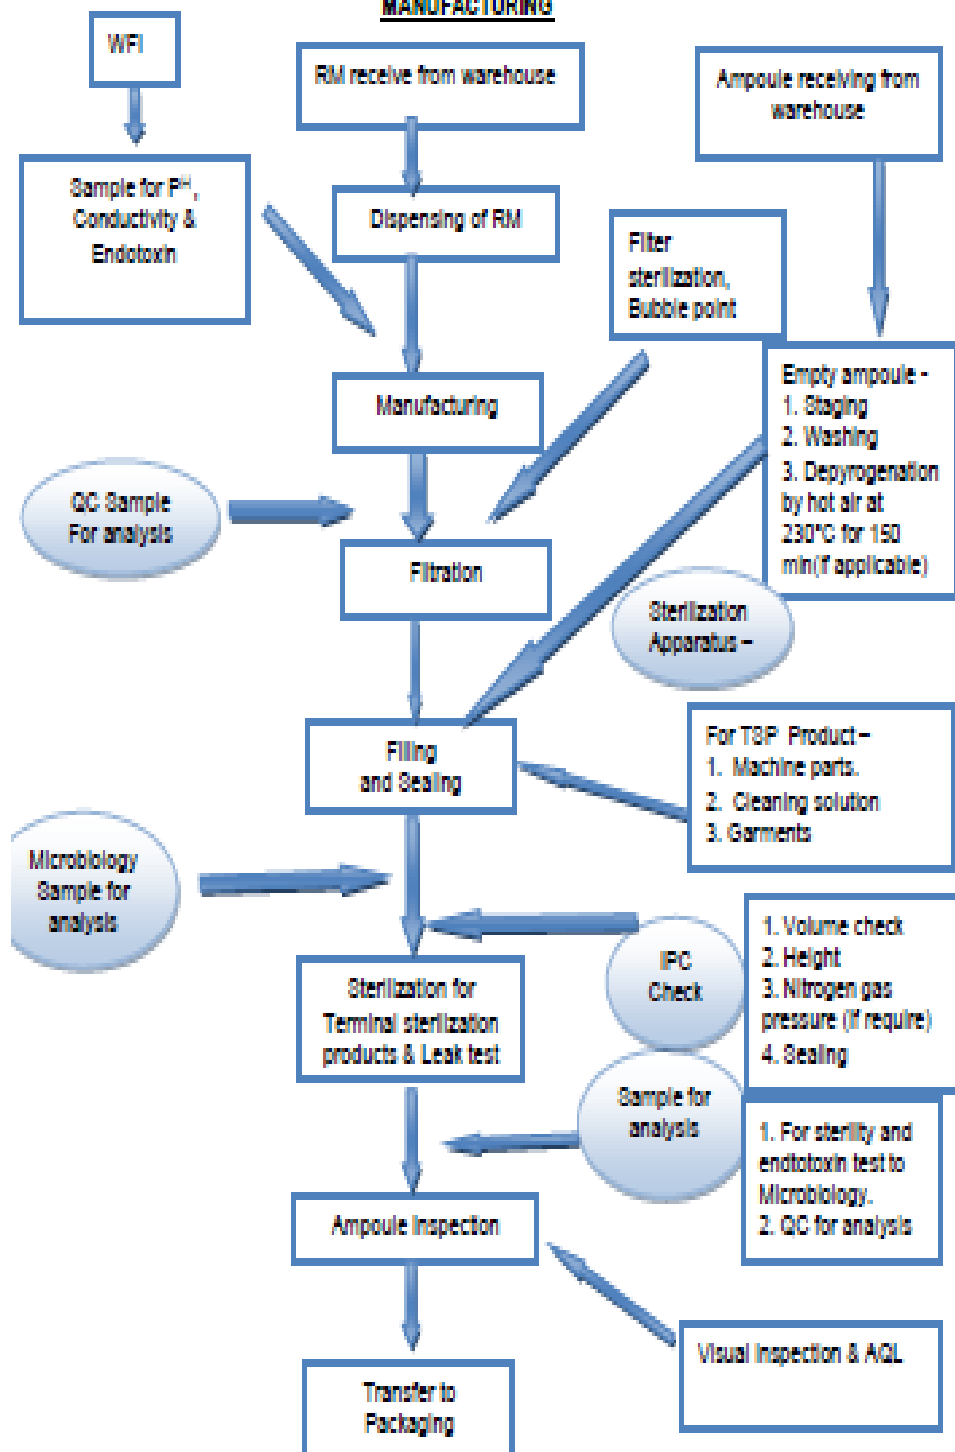 MANUFACTURING
WFI
RM receive from warehouse
Ampoule receiving from
warehouse
Sample for Pᴴ,
Conductivity &
Endotoxin
Dispensing of RM
Filter
sterilization,
Bubble point
Empty ampoule –
1. Staging
2. Washing
3. Depyrogenation
by hot air at
230°C for 150
min(if applicable)
Manufacturing
QC Sample
For analysis
Filtration
Sterilization
Apparatus –
Filling
and Sealing
For TSP Product –
1. Machine parts.
2. Cleaning solution
3. Garments
Microbiology
Sample for
analysis
IPC
Check
1. Volume check
2. Height
3. Nitrogen gas
pressure (if require)
4. Sealing
Sterilization for
Terminal sterilization
products & Leak test
Sample for
analysis
1. For sterility and
endtotoxin test to
Microbiology.
2. QC for analysis
Ampoule Inspection
Visual Inspection & AQL
Transfer to
Packaging